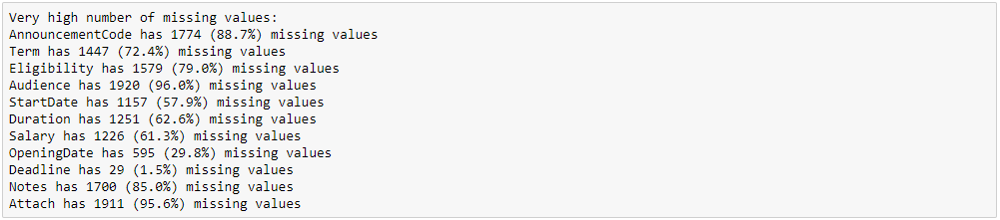 Very high number of missing values:
AnnouncementCode has 1774 (88.7%) missing values
Term has 1447 (72.4%) missing values
Eligibility has 1579 (79.0%) missing values
Audience has 1920 (96.0%) missing values
StartDate has 1157 (57.9%) missing values
Duration has 1251 (62.6%) missing values
Salary has 1226 (61.3%) missing values
OpeningDate has 595 (29.8%) missing values
Deadline has 29 (1.5%) missing values
Notes has 1700 (85.0%) missing values
Attach has 1911 (95.6%) missing values